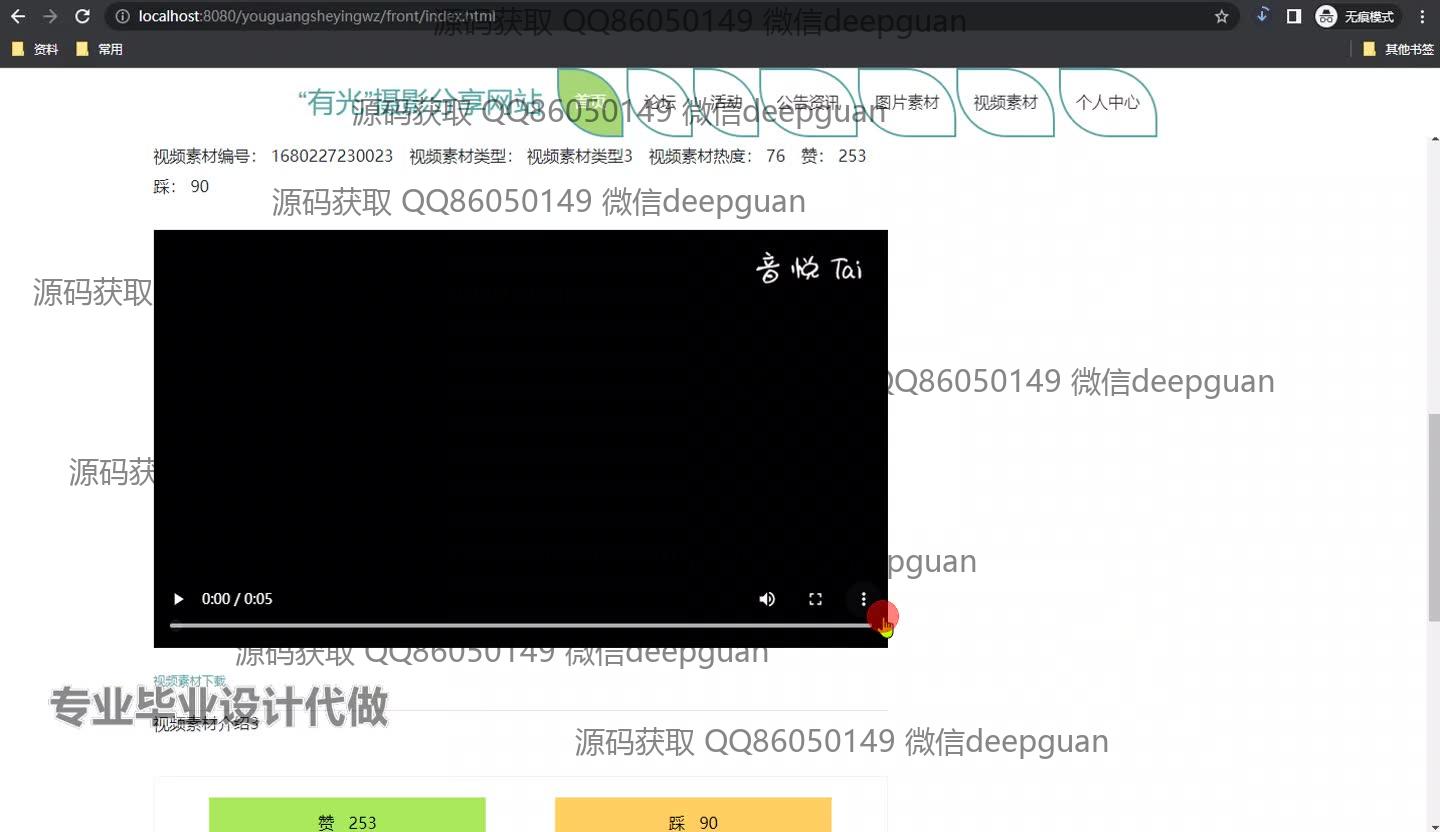 localhost:8080/youguangsheyingwz/front/index.html
无痕模式
源码获取 QQ86050149 微信deepguan
资料 常用 其他书签
“有光”摄影分享网站 首页 论坛 活动 公告资讯 图片素材 视频素材 个人中心
源码获取 QQ86050149 微信deepguan
视频素材编号： 1680227230023 视频素材类型： 视频素材类型3 视频素材热度： 76 赞： 253
踩： 90
源码获取 QQ86050149 微信deepguan
音悦Tai
源码获取
QQ86050149 微信deepguan
源码获
pguan
0:00 / 0:05
源码获取 QQ86050149 微信deepguan
视频素材下载
专业毕业设计代做
视频素材介绍3
源码获取 QQ86050149 微信deepguan
赞 253 踩 90